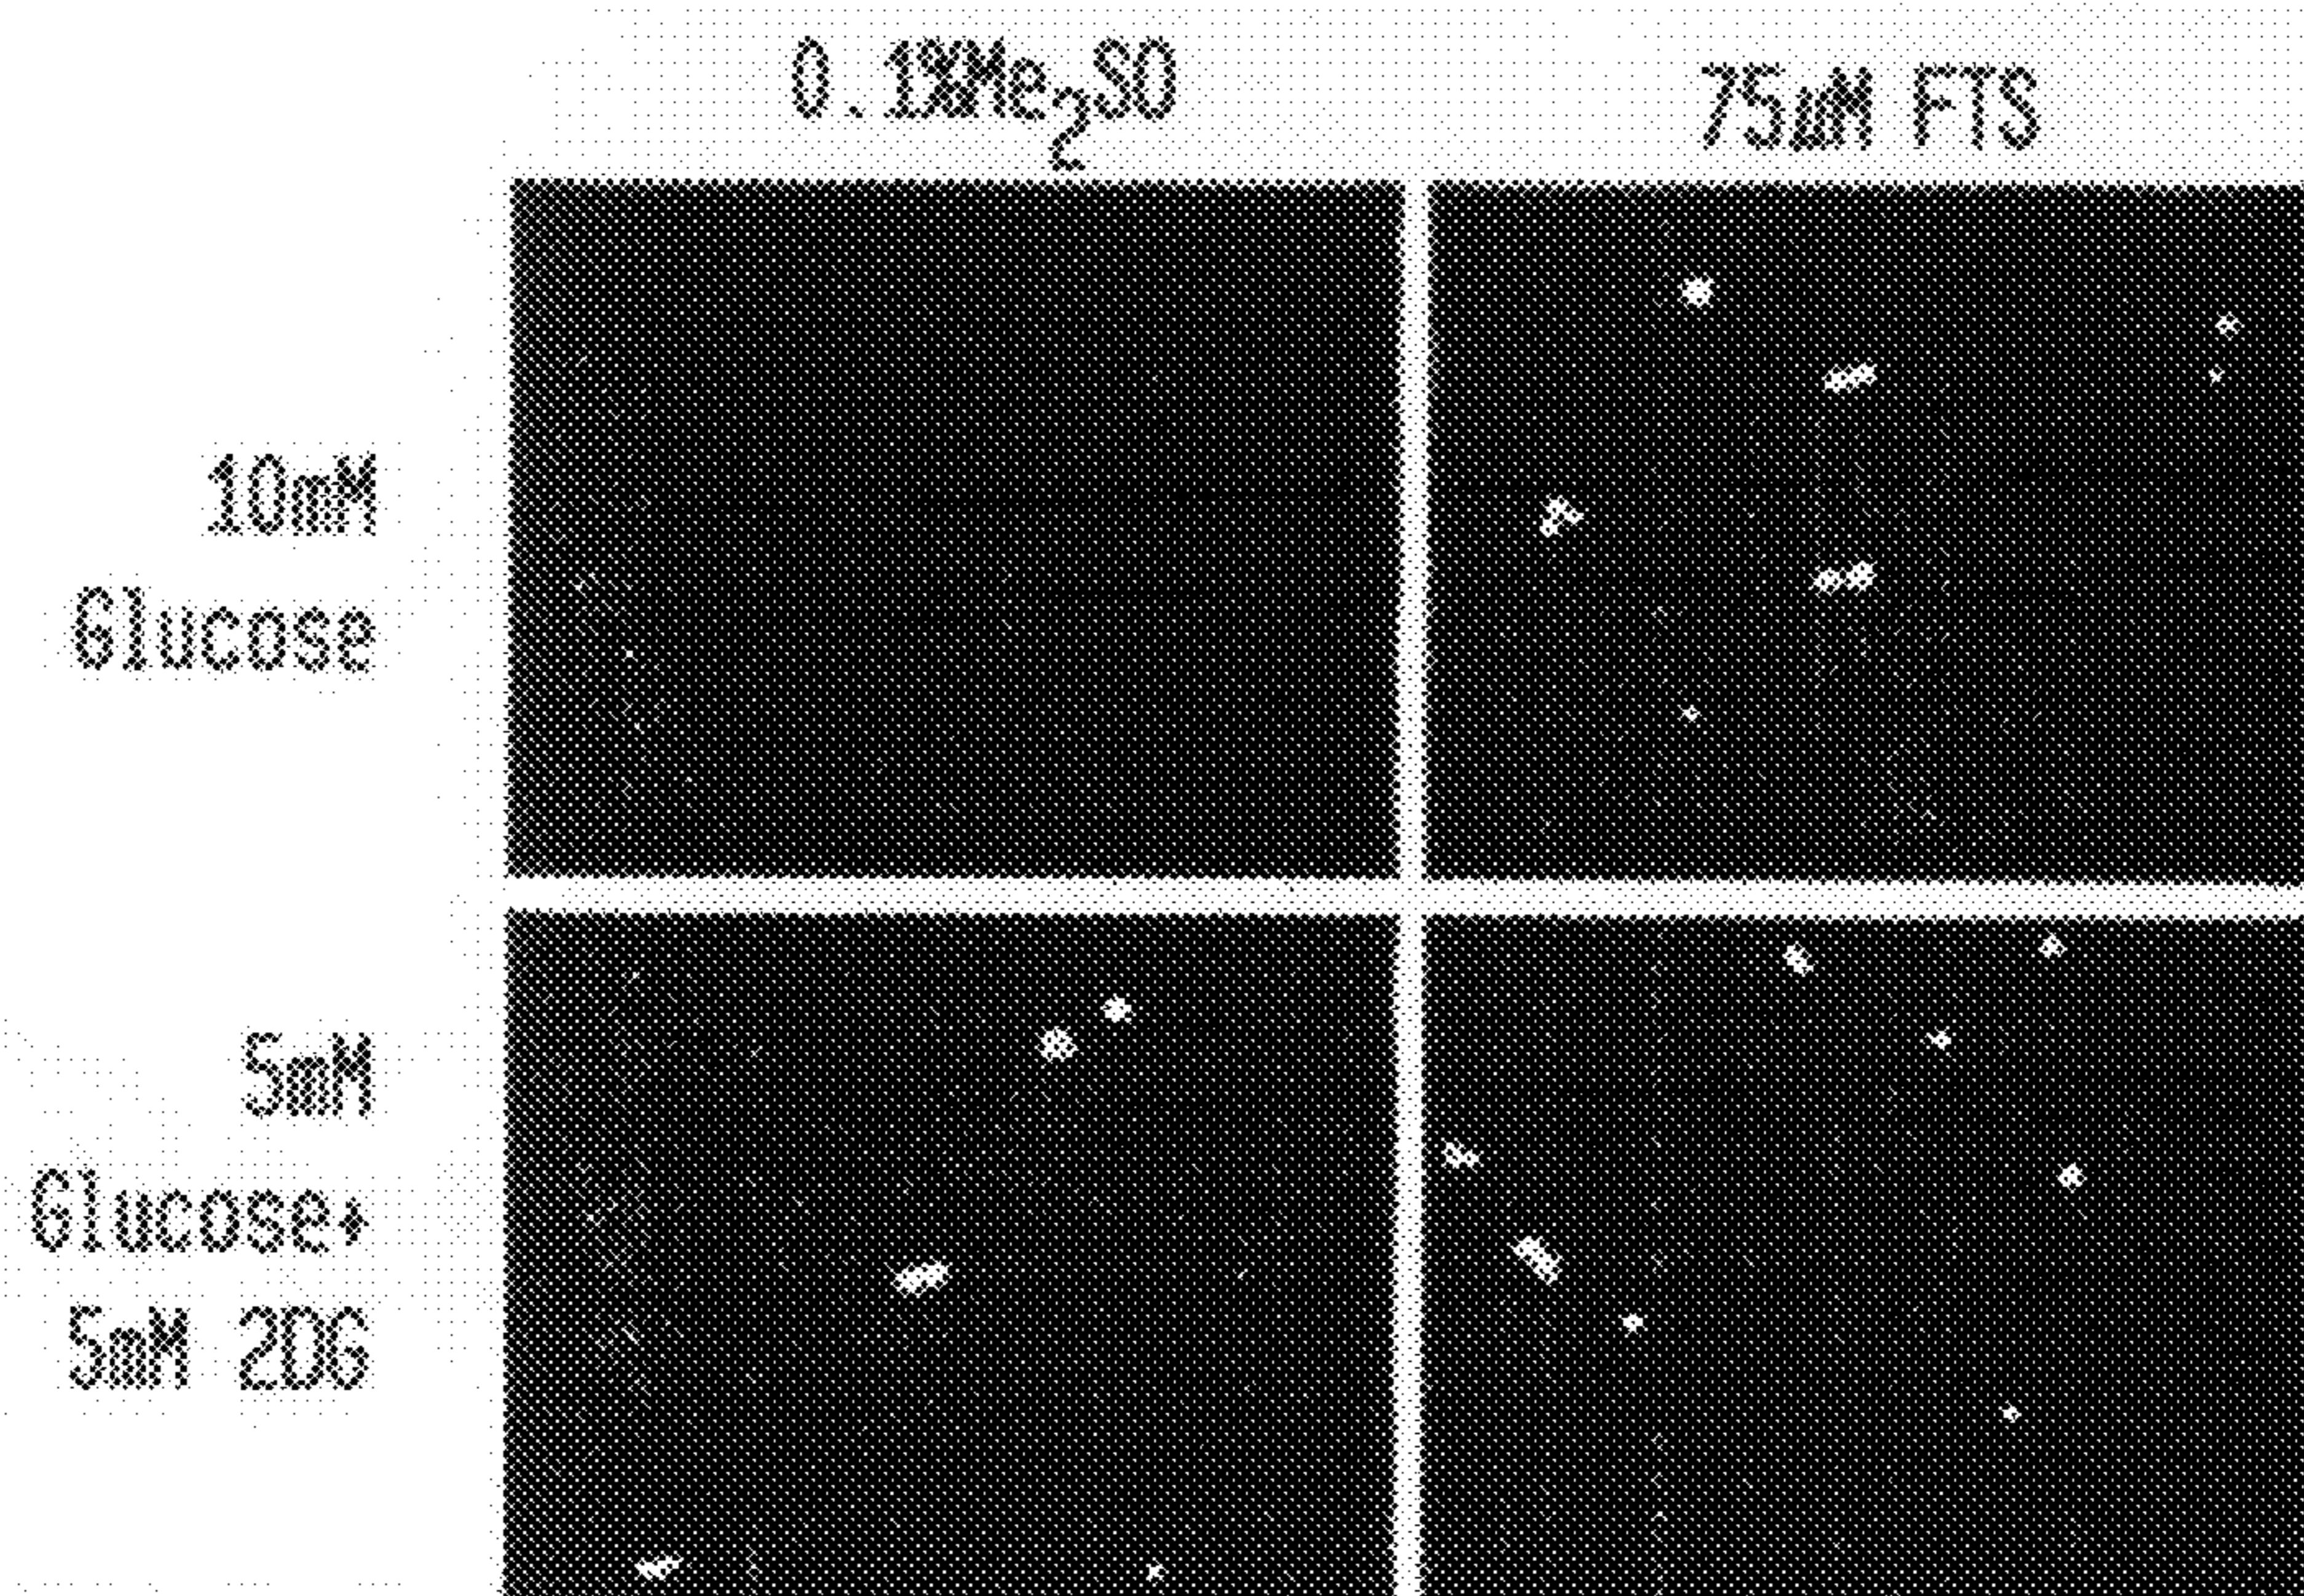 0.1%Me2SO
75µM FTS
10mM
Glucose
5mM
Glucose+
5mM 2DG